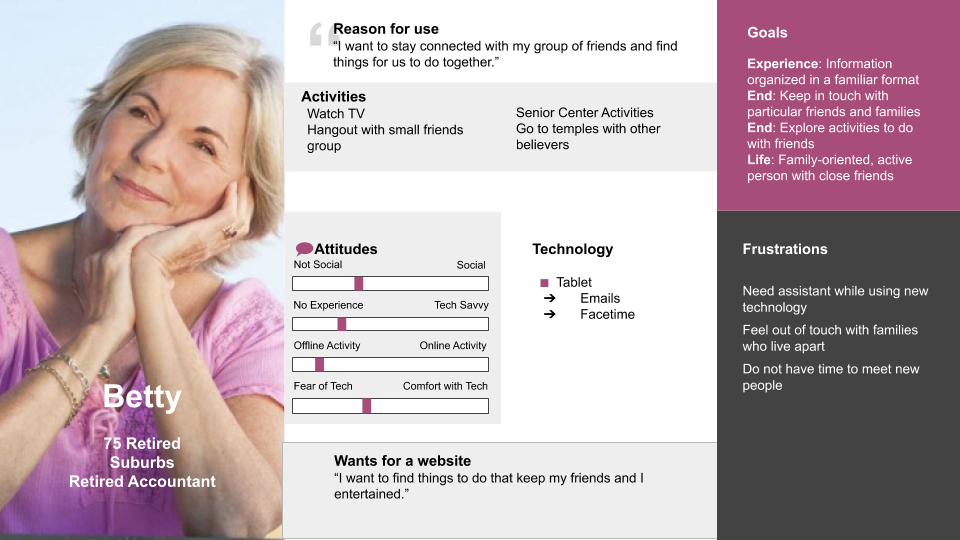 Betty
75 Retired
Suburbs
Retired Accountant
“
Reason for use
“I want to stay connected with my group of friends and find
things for us to do together.”
Activities
Watch TV
Hangout with small friends
group
Senior Center Activities
Go to temples with other
believers
Attitudes
Not Social Social
No Experience Tech Savvy
Offline Activity Online Activity
Fear of Tech Comfort with Tech
Technology
■ Tablet
➔ Emails
➔ Facetime
Wants for a website
“I want to find things to do that keep my friends and I
entertained.”
Goals
Experience: Information
organized in a familiar format
End: Keep in touch with
particular friends and families
End: Explore activities to do
with friends
Life: Family-oriented, active
person with close friends
Frustrations
Need assistant while using new
technology
Feel out of touch with families
who live apart
Do not have time to meet new
people